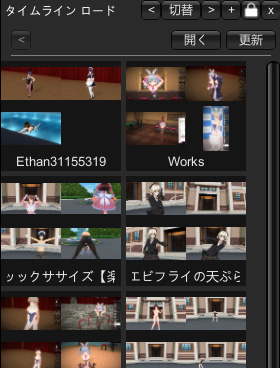 タイムライン ロード < 切替 > + x
< 開く 更新
Ethan31155319 Works
ックササイズ【楽 エビフライの天ぷら